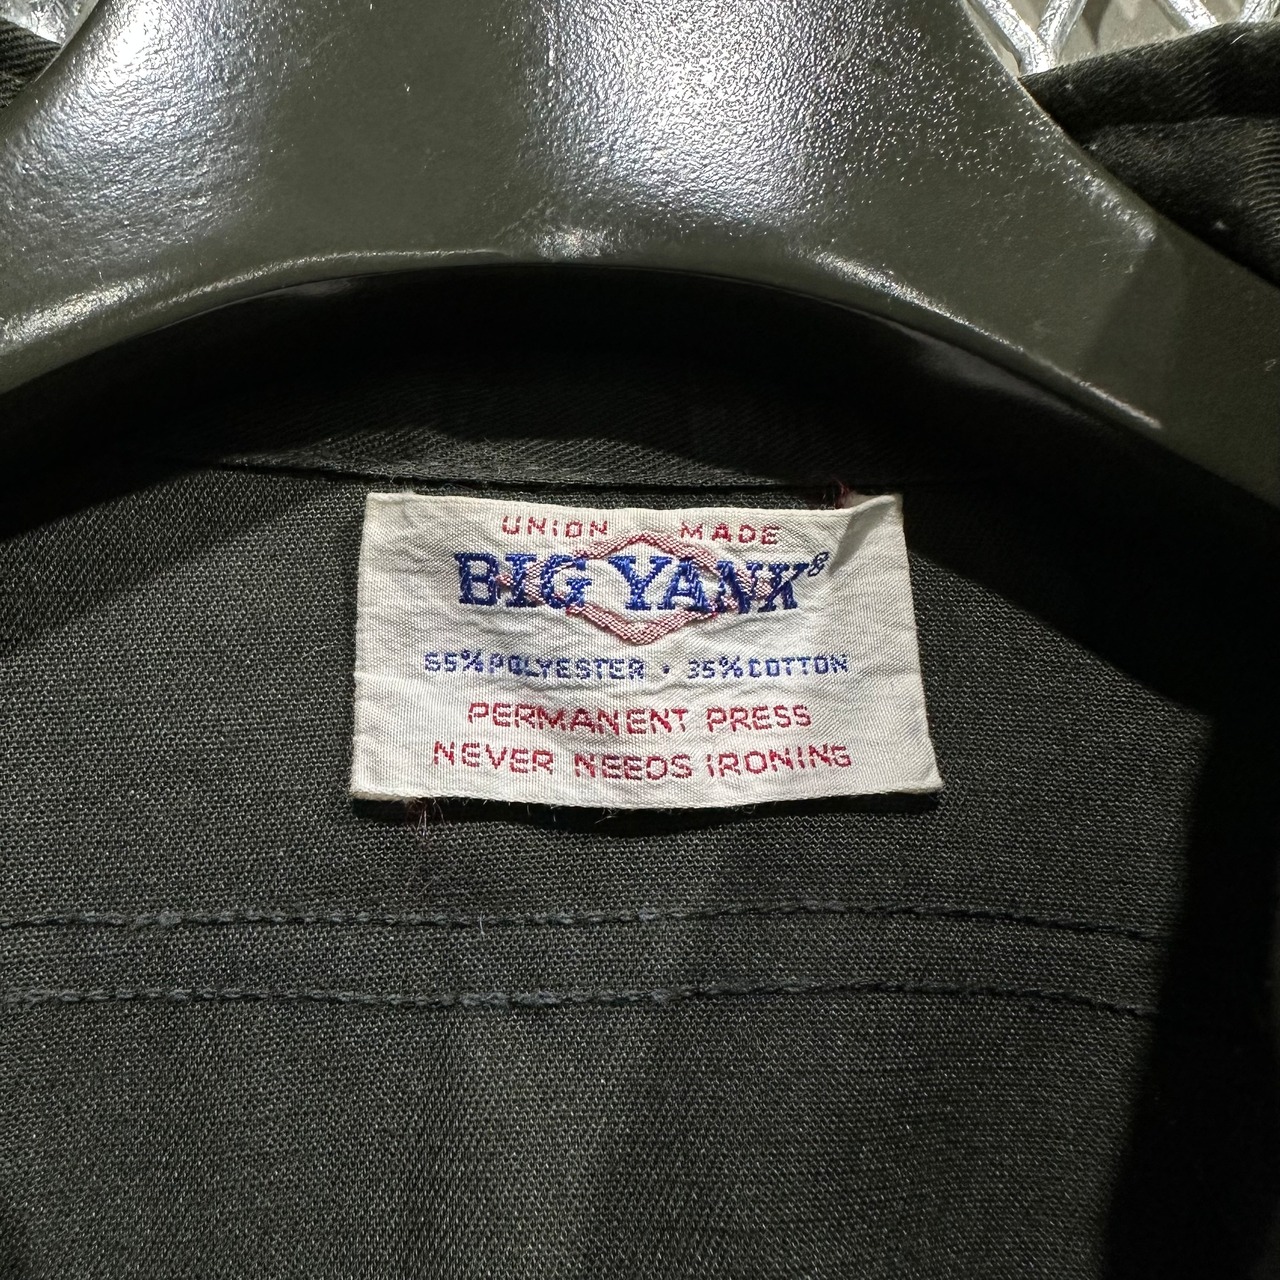 UNION MADE
BIG YANK®
65% POLYESTER · 35% COTTON
PERMANENT PRESS
NEVER NEEDS IRONING